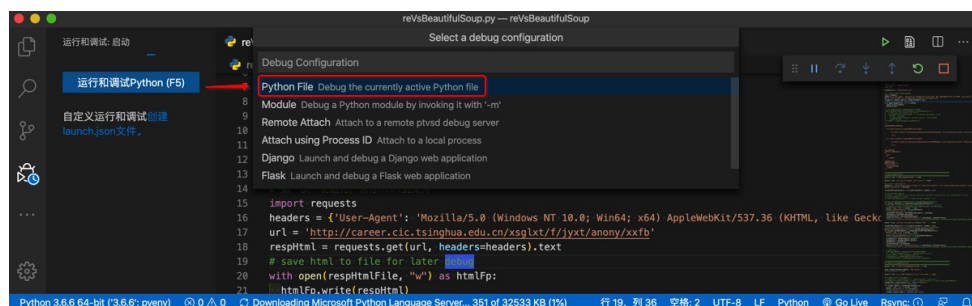 reVsBeautifulSoup.py — reVsBeautifulSoup
Select a debug configuration
运行和调试: 启动
Debug Configuration
运行和调试Python (F5)
Python File Debug the currently active Python file
Module Debug a Python module by invoking it with '-m'
自定义运行和调试创建
launch.json文件。
Remote Attach Attach to a remote ptvsd debug server
Attach using Process ID Attach to a local process
Django Launch and debug a Django web application
Flask Launch and debug a Flask web application
8
9
10
11
12
13
14
15 import requests
16 headers = {'User-Agent': 'Mozilla/5.0 (Windows NT 10.0; Win64; x64) AppleWebKit/537.36 (KHTML, like Gecko
17 url = 'http://career.cic.tsinghua.edu.cn/xsglxt/f/jyxt/anony/xxfb'
18 respHtml = requests.get(url, headers=headers).text
19 # save html to file for later debug
20 with open(respHtmlFile, "w") as htmlFp:
21 htmlFp.write(respHtml)
Python 3.6.6 64-bit ('3.6.6': pyenv) 0 0 Downloading Microsoft Python Language Server... 351 of 32533 KB (1%) 行 19, 列 36 空格: 2 UTF-8 LF Python Go Live Rsync: